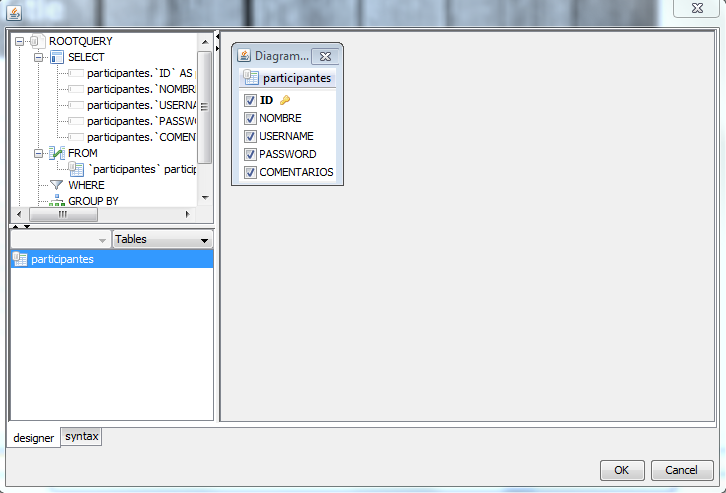 ROOTQUERY
SELECT
participantes.`ID` AS
participantes.`NOMBR
participantes.`USERNA
participantes.`PASSW
participantes.`COMEN
FROM
`participantes` particip
WHERE
GROUP BY
Tables
participantes
Diagram...
participantes
ID
NOMBRE
USERNAME
PASSWORD
COMENTARIOS
designer
syntax
OK
Cancel